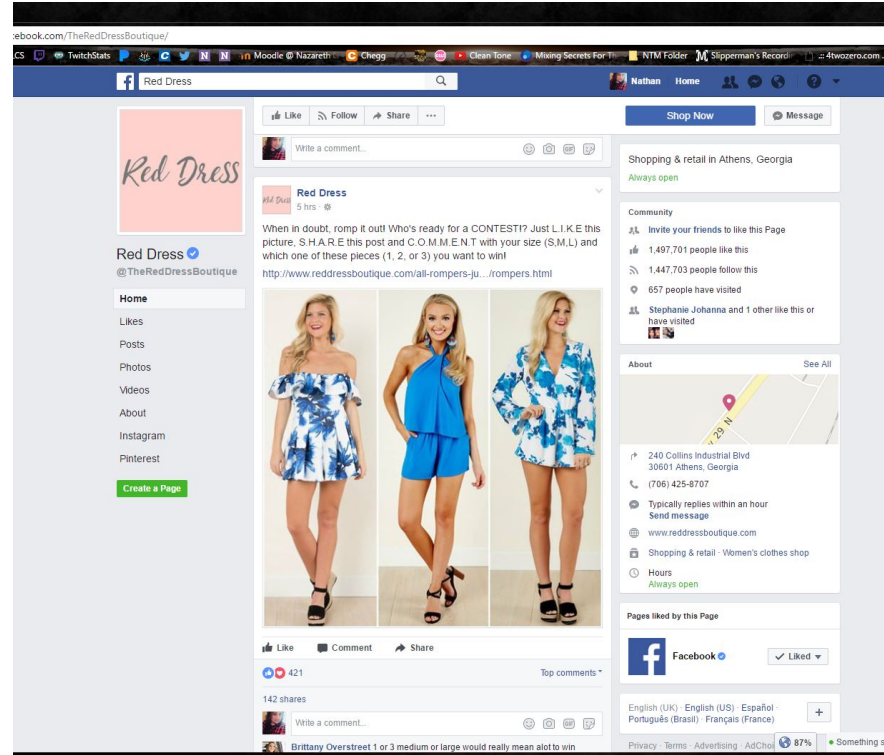 ebook.com/TheRedDressBoutique/
CS TwitchStats Moodle @ Nazareth Chegg Clean Tone Mixing Secrets For Th NTM Folder Slipperman's Recordi .:: 4twozero.com
Red Dress
Nathan Home
Like Follow Share ...
Shop Now
Message
Write a comment...
GIF
Red Dress
Red Dress
@TheRedDressBoutique
Home
Likes
Posts
Photos
Videos
About
Instagram
Pinterest
Create a Page
Red Dress
Red Dress
5 hrs ·
When in doubt, romp it out! Who's ready for a CONTEST!? Just L.I.K.E this
picture, S.H.A.R.E this post and C.O.M.M.E.N.T with your size (S,M,L) and
which one of these pieces (1, 2, or 3) you want to win!
http://www.reddressboutique.com/all-rompers-ju…/rompers.html
Like Comment Share
421
Top comments
142 shares
Write a comment...
GIF
Brittany Overstreet 1 or 3 medium or large would really mean alot to win
Shopping & retail in Athens, Georgia
Always open
Community
Invite your friends to like this Page
1,497,701 people like this
1,447,703 people follow this
657 people have visited
Stephanie Johanna and 1 other like this or
have visited
About
See All
29 N
240 Collins Industrial Blvd
30601 Athens, Georgia
(706) 425-8707
Typically replies within an hour
Send message
www.reddressboutique.com
Shopping & retail · Women's clothes shop
Hours
Always open
Pages liked by this Page
Facebook
Liked
English (UK) · English (US) · Español ·
Português (Brasil) · Français (France)
+
Privacy · Terms · Advertising · AdChoi
87%
Something s